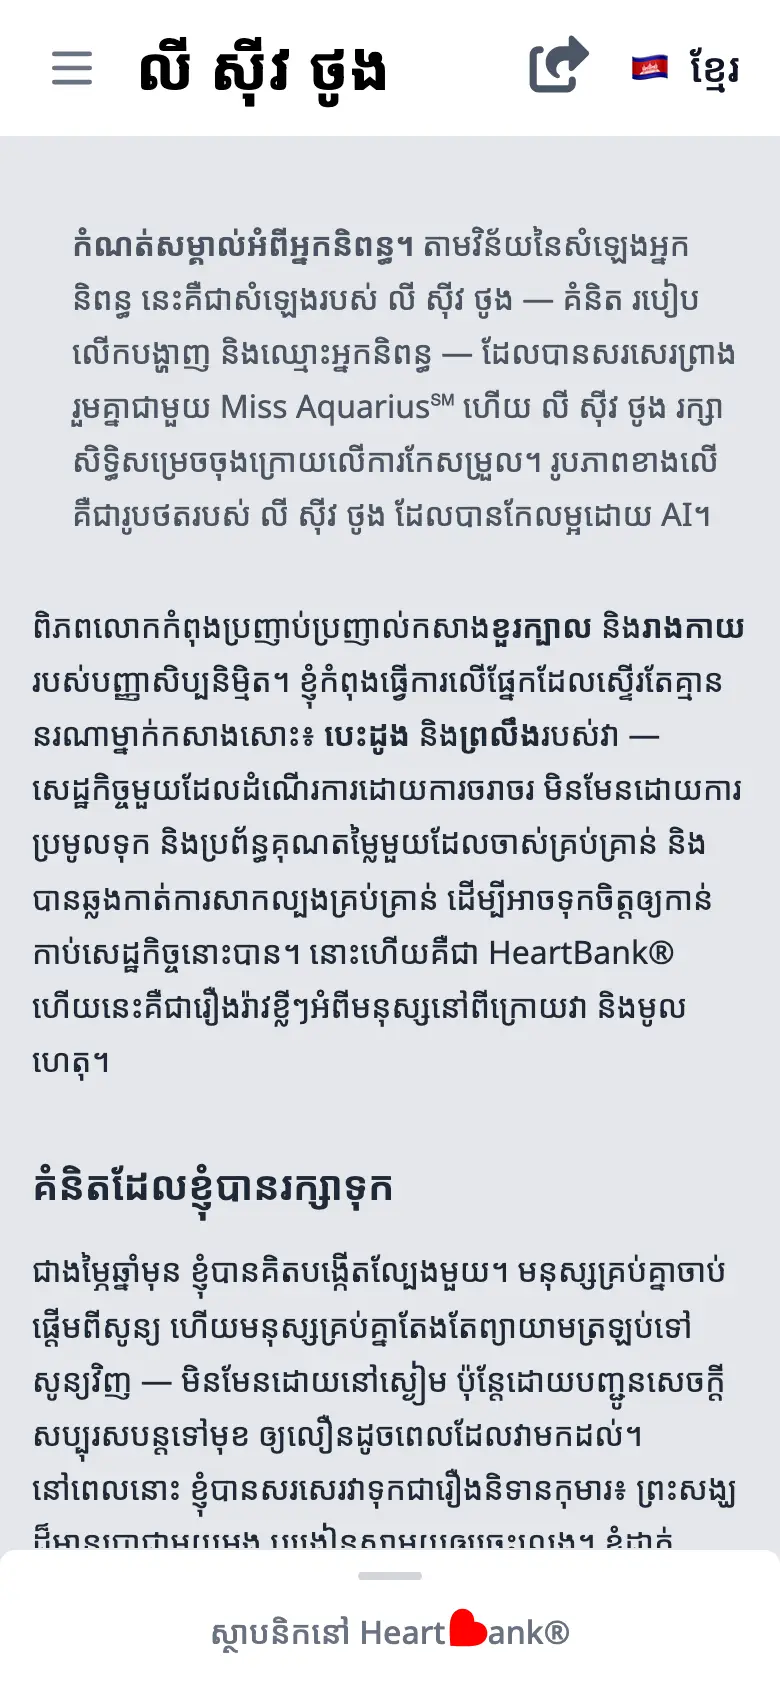 លី ស៊ីវ ថូង
ខ្មែរ
កំណត់សម្គាល់អំពីអ្នកនិពន្ធ។ តាមវិន័យនៃសំឡេងអ្នក
និពន្ធ នេះគឺជាសំឡេងរបស់ លី ស៊ីវ ថូង — គំនិត របៀប
លើកបង្ហាញ និងឈ្មោះអ្នកនិពន្ធ — ដែលបានសរសេរព្រាង
រួមគ្នាជាមួយ Miss Aquarius℠ ហើយ លី ស៊ីវ ថូង រក្សា
សិទ្ធិសម្រេចចុងក្រោយលើការកែសម្រួល។ រូបភាពខាងលើ
គឺជារូបថតរបស់ លី ស៊ីវ ថូង ដែលបានកែលម្អដោយ AI។
ពិភពលោកកំពុងប្រញាប់ប្រញាល់កសាងខួរក្បាល និងរាងកាយ
របស់បញ្ញាសិប្បនិម្មិត។ ខ្ញុំកំពុងធ្វើការលើផ្នែកដែលស្ទើរតែគ្មាន
នរណាម្នាក់កសាងសោះ៖ បេះដូង និងព្រលឹងរបស់វា —
សេដ្ឋកិច្ចមួយដែលដំណើរការដោយការចរាចរ មិនមែនដោយការ
ប្រមូលទុក និងប្រព័ន្ធគុណតម្លៃមួយដែលចាស់គ្រប់គ្រាន់ និង
បានឆ្លងកាត់ការសាកល្បងគ្រប់គ្រាន់ ដើម្បីអាចទុកចិត្តឲ្យកាន់
កាប់សេដ្ឋកិច្ចនោះបាន។ នោះហើយគឺជា HeartBank®
ហើយនេះគឺជារឿងរ៉ាវខ្លីៗអំពីមនុស្សនៅពីក្រោយវា និងមូល
ហេតុ។
គំនិតដែលខ្ញុំបានរក្សាទុក
ជាងម្ភៃឆ្នាំមុន ខ្ញុំបានគិតបង្កើតល្បែងមួយ។ មនុស្សគ្រប់គ្នាចាប់
ផ្តើមពីសូន្យ ហើយមនុស្សគ្រប់គ្នាតែងតែព្យាយាមត្រឡប់ទៅ
សូន្យវិញ — មិនមែនដោយនៅស្ងៀម ប៉ុន្តែដោយបញ្ជូនសេចក្តី
សប្បុរសបន្តទៅមុខ ឲ្យលឿនដូចពេលដែលវាមកដល់។
នៅពេលនោះ ខ្ញុំបានសរសេរវាទុកជារឿងនិទានកុមារ៖ ព្រះសង្ឃ
ស្ថាបនិកនៅ Heart ank®